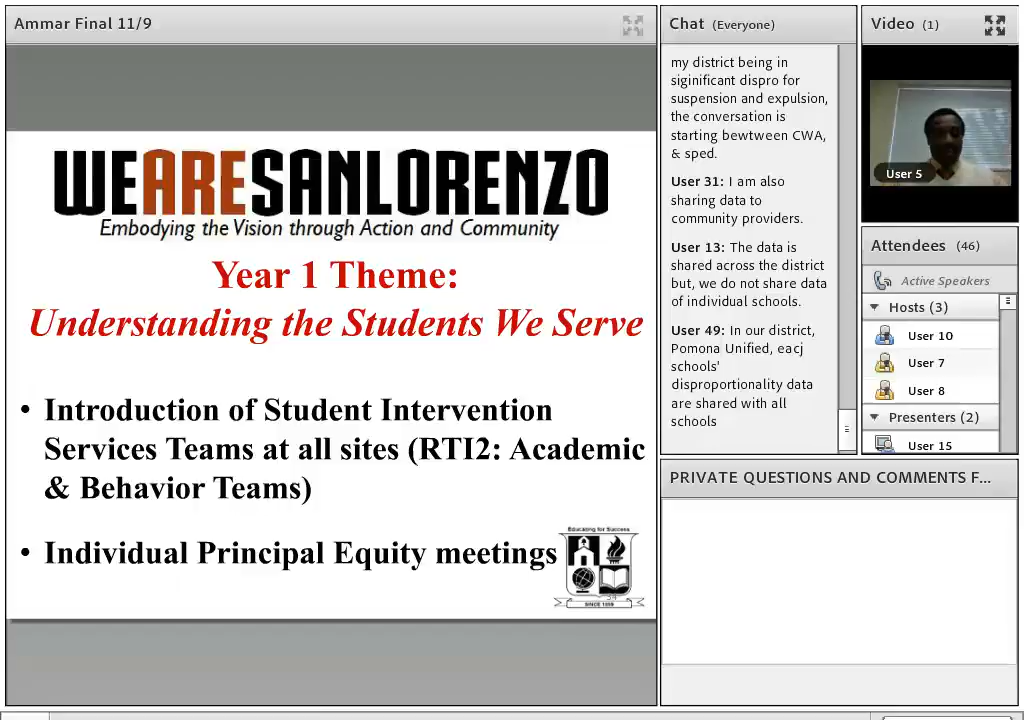 Ammar Final 11/9
WEARESANLORENZO
Embodying the Vision through Action and Community
Year 1 Theme:
Understanding the Students We Serve
• Introduction of Student Intervention
Services Teams at all sites (RTI2: Academic
& Behavior Teams)
• Individual Principal Equity meetings
Educating for Success
34
SINCE 1859
Chat (Everyone)
my district being in
siginificant dispro for
suspension and expulsion,
the conversation is
starting bewtween CWA,
& sped.
User 31: I am also
sharing data to
community providers.
User 13: The data is
shared across the district
but, we do not share data
of individual schools.
User 49: In our district,
Pomona Unified, eacj
schools'
disproportionality data
are shared with all
schools
Video (1)
User 5
Attendees (46)
Active Speakers
Hosts (3)
User 10
User 7
User 8
Presenters (2)
User 15
PRIVATE QUESTIONS AND COMMENTS F...